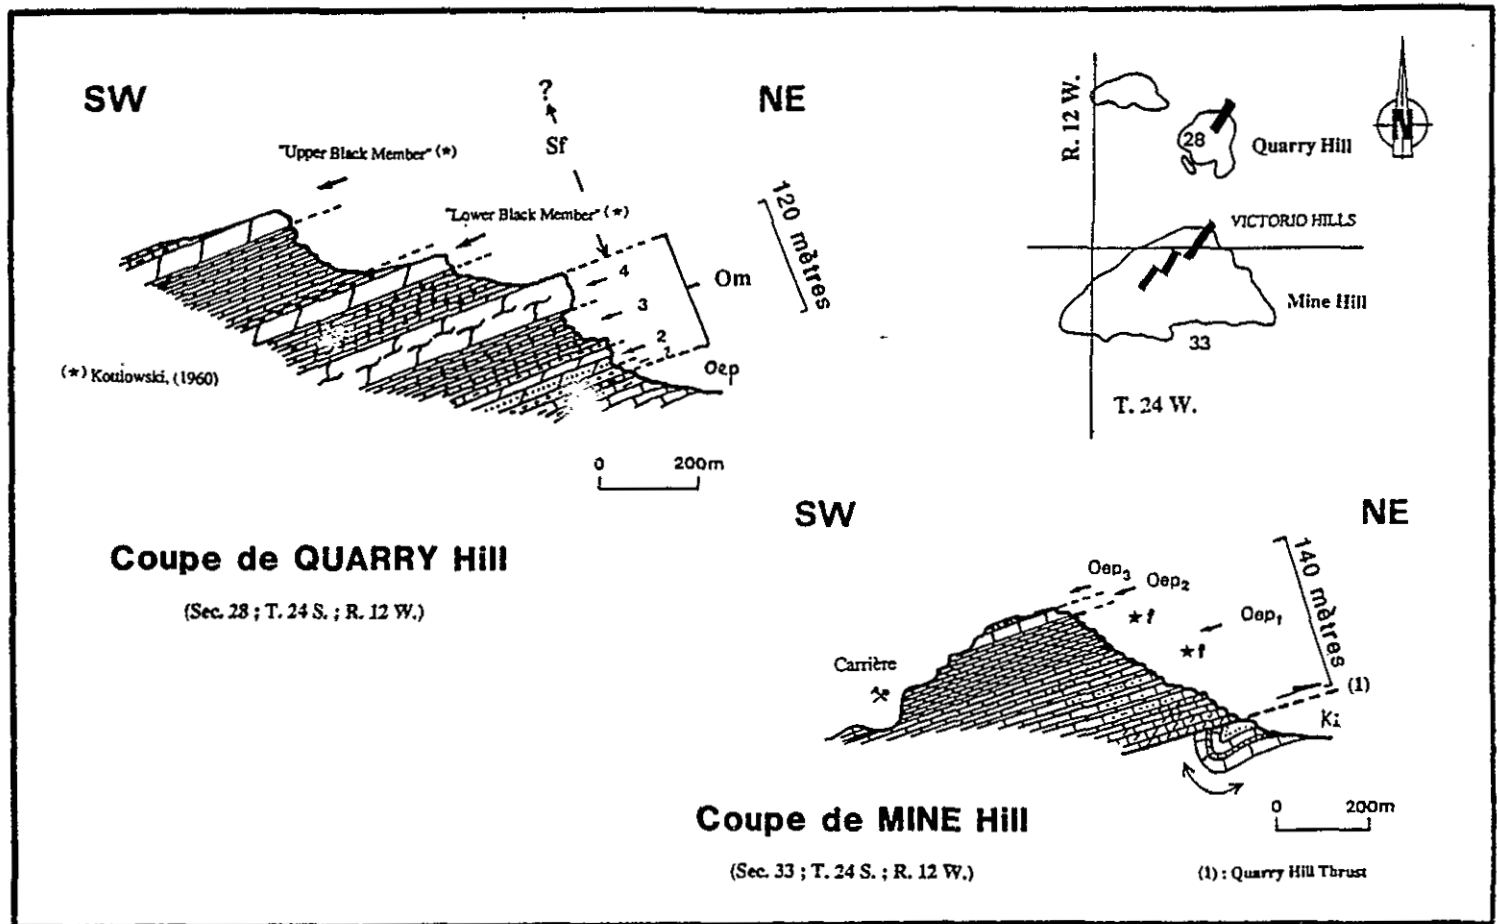 SW
NE
?
Sf
"Upper Black Member" (*)
"Lower Black Member" (*)
120 mètres
4
3
2
1
Om
Oep
(*) Kottlowski, (1960)
0 200m
Coupe de QUARRY Hill
(Sec. 28 ; T. 24 S. ; R. 12 W.)
R. 12 W.
N
28
Quarry Hill
VICTORIO HILLS
Mine Hill
33
T. 24 W.
SW
NE
140 mètres
Oep3
Oep2
Oep1
★ f
★ f
Carrière
(1)
Ki
0 200m
Coupe de MINE Hill
(Sec. 33 ; T. 24 S. ; R. 12 W.)
(1) : Quarry Hill Thrust